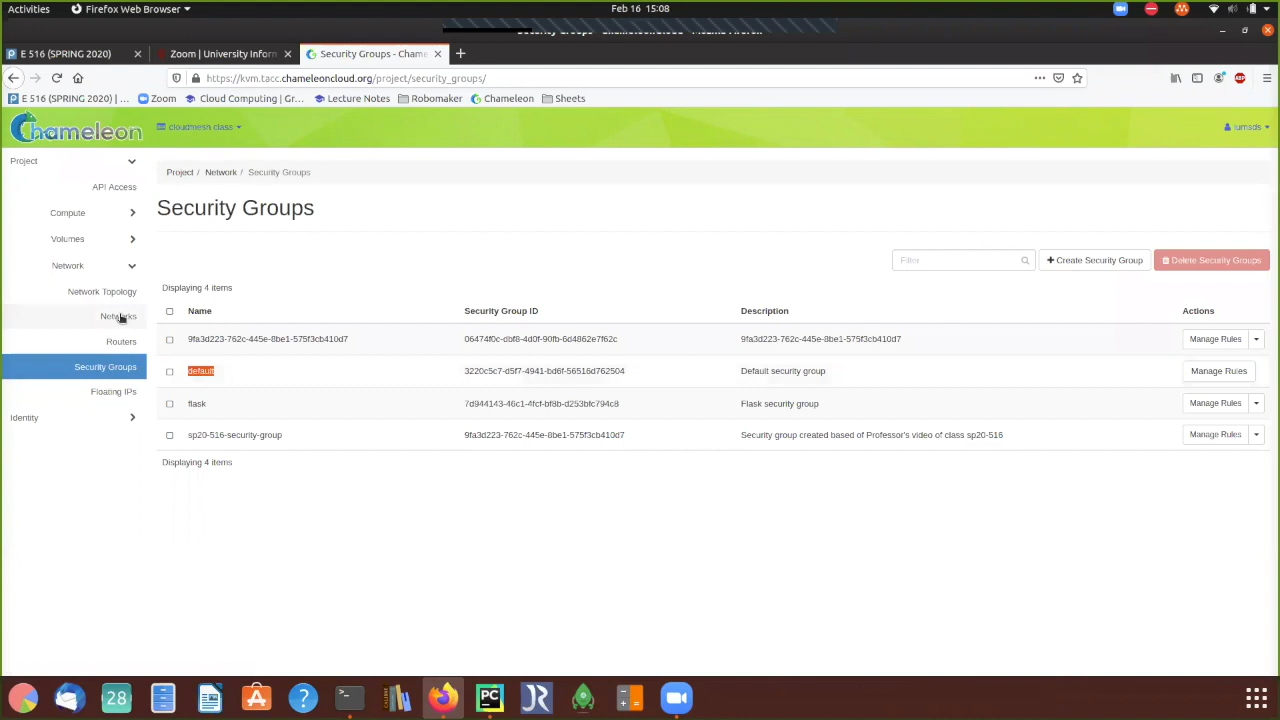 Activities
Firefox Web Browser
Feb 16 15:08
E 516 (SPRING 2020)
Zoom | University Inform
Security Groups - Chame
https://kvm.tacc.chameleoncloud.org/project/security_groups/
E 516 (SPRING 2020) | ...
Zoom
Cloud Computing | Gr...
Lecture Notes
Robomaker
Chameleon
Sheets
Chameleon
cloudmesh class
iumsds
Project
API Access
Compute
Volumes
Network
Network Topology
Networks
Routers
Security Groups
Floating IPs
Identity
Project / Network / Security Groups
Security Groups
Filter
Create Security Group
Delete Security Groups
Displaying 4 items
Name Security Group ID Description Actions
9fa3d223-762c-445e-8be1-575f3cb410d7 06474f0c-dbf8-4d0f-90fb-6d4862e7f62c 9fa3d223-762c-445e-8be1-575f3cb410d7 Manage Rules
default 3220c5c7-d5f7-4941-bd6f-56516d762504 Default security group Manage Rules
flask 7d944143-46c1-4fcf-bf8b-d253bfc794c8 Flask security group Manage Rules
sp20-516-security-group 9fa3d223-762c-445e-8be1-575f3cb410d7 Security group created based of Professor's video of class sp20-516 Manage Rules
Displaying 4 items
28
PC
JR